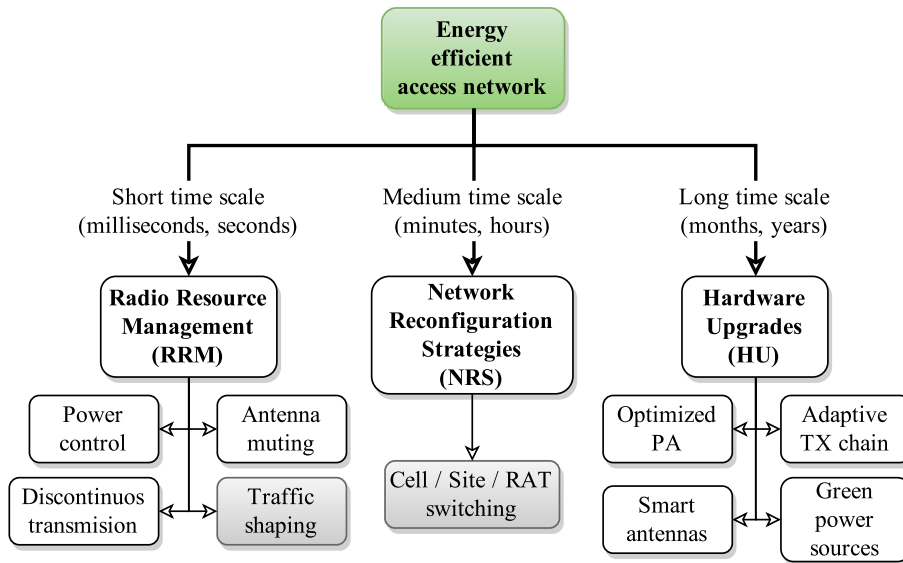 Energy
efficient
access network
Short time scale
(milliseconds, seconds)
Medium time scale
(minutes, hours)
Long time scale
(months, years)
Radio Resource
Management
(RRM)
Network
Reconfiguration
Strategies
(NRS)
Hardware
Upgrades
(HU)
Power
control
Antenna
muting
Discontinuos
transmision
Traffic
shaping
Cell / Site / RAT
switching
Optimized
PA
Adaptive
TX chain
Smart
antennas
Green
power
sources